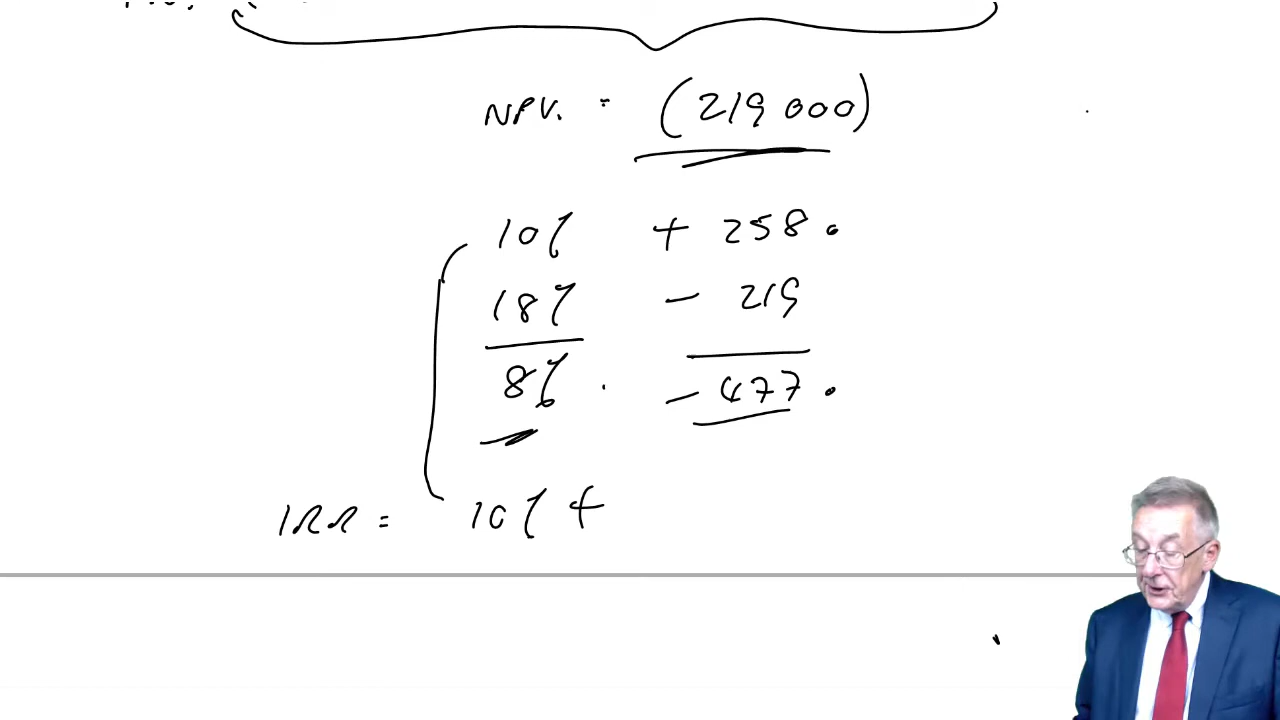 NPV. = (219 000)
10% + 258.
18% - 219
8% . - 477.
IRR = 10% +